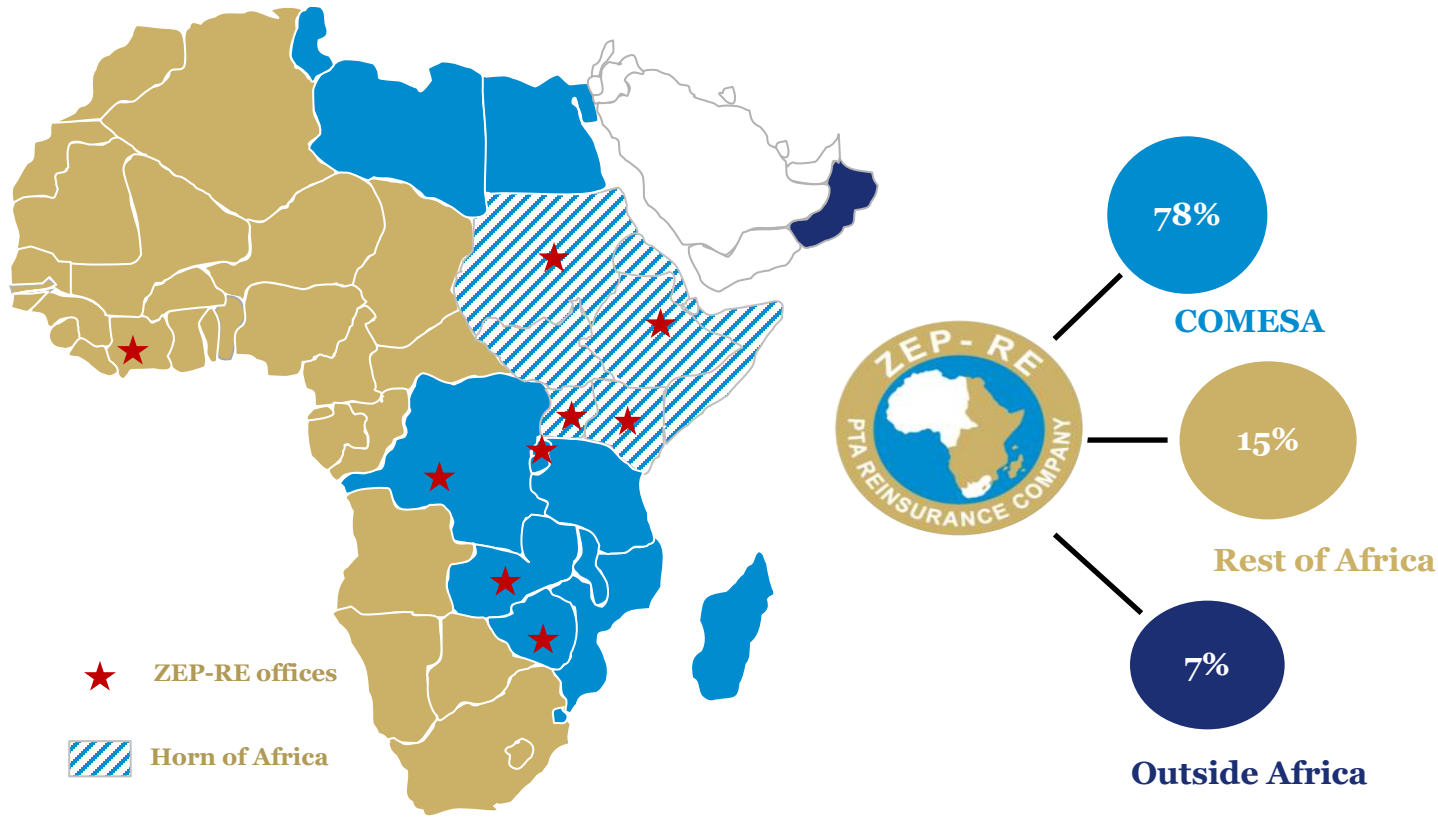 78%
COMESA
ZEP-RE
PTA REINSURANCE COMPANY
15%
Rest of Africa
7%
Outside Africa
ZEP-RE offices
Horn of Africa